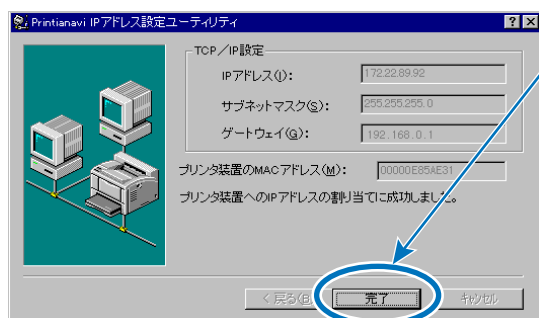 Printianavi IPアドレス設定ユーティリティ
TCP/IP設定
IPアドレス(I): 172.22.89.92
サブネットマスク(S): 255.255.255.0
ゲートウェイ(G): 192.168.0.1
プリンタ装置のMACアドレス(M): 00000E85AE31
プリンタ装置へのIPアドレスの割り当てに成功しました。
< 戻る(B) 完了 キャンセル